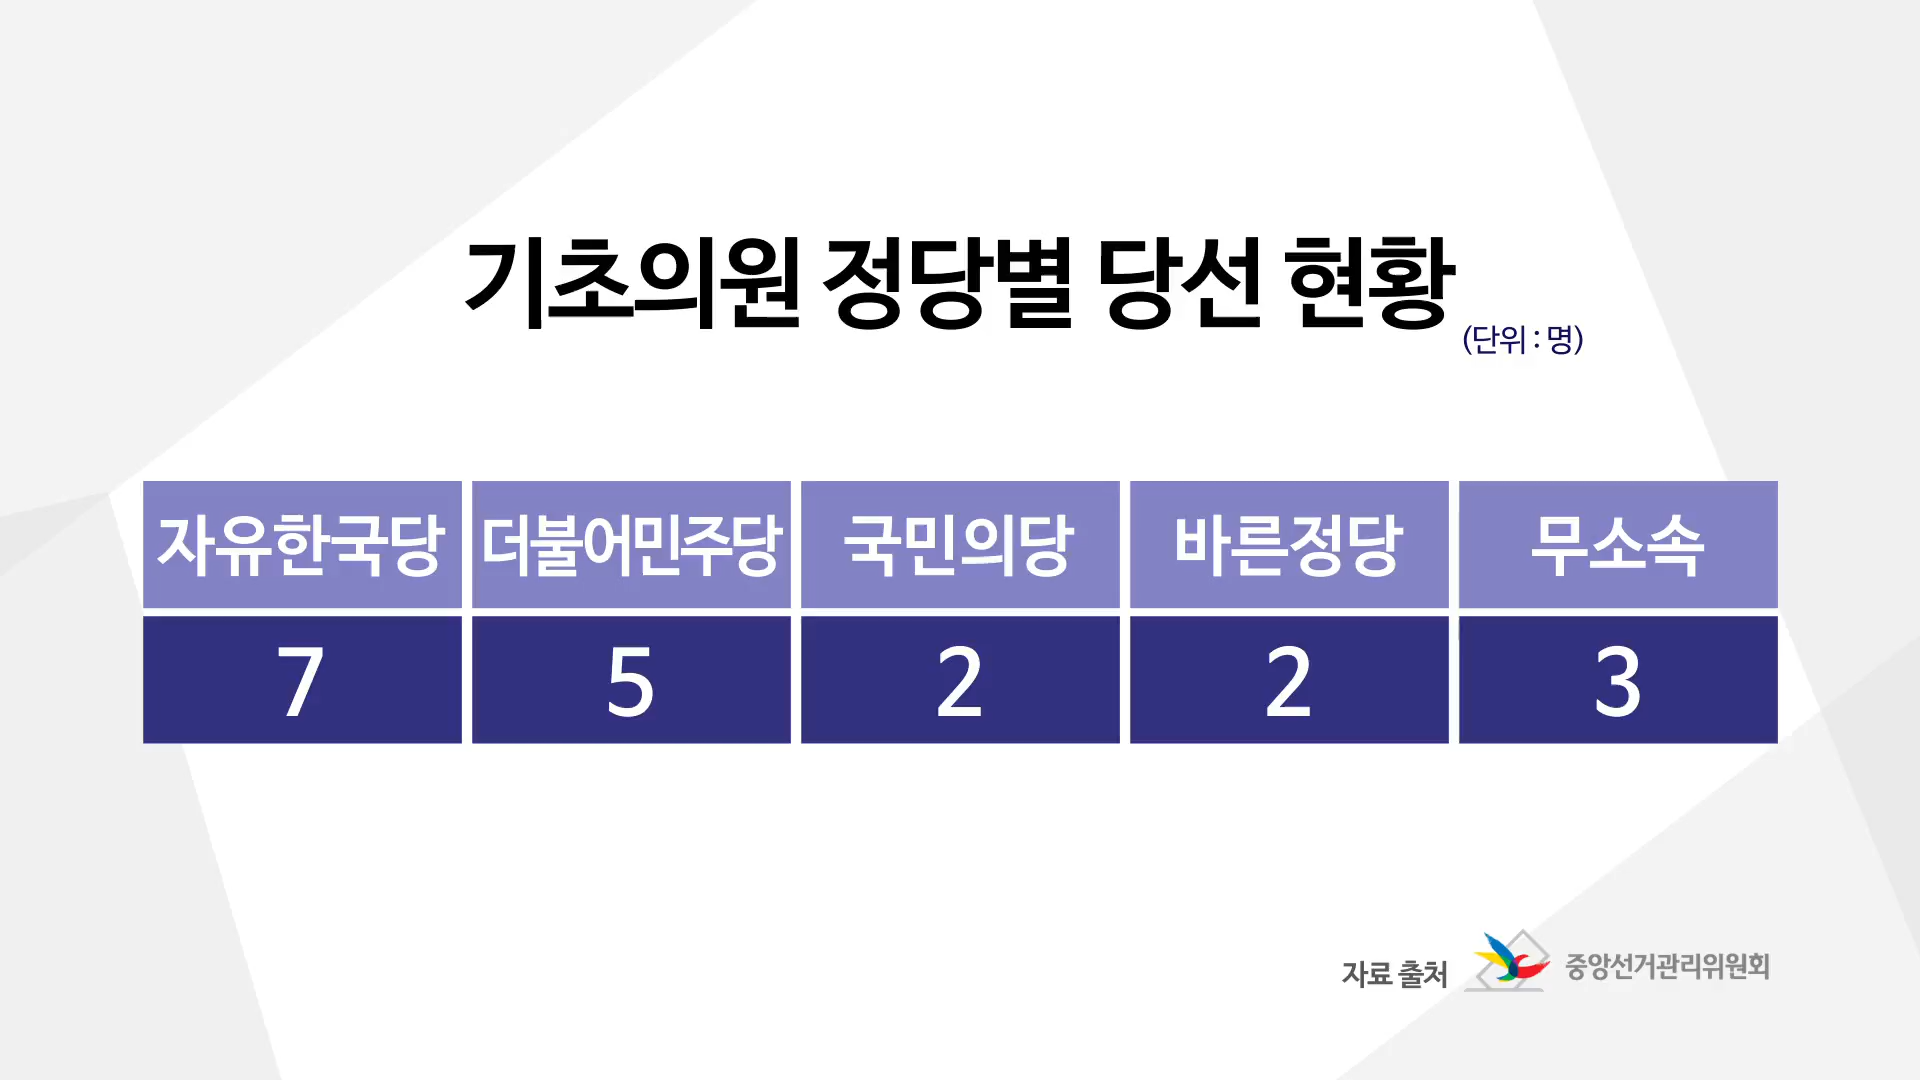 기초의원 정당별 당선 현황
(단위 : 명)
자유한국당 더불어민주당 국민의당 바른정당 무소속
7 5 2 2 3
자료 출처 중앙선거관리위원회